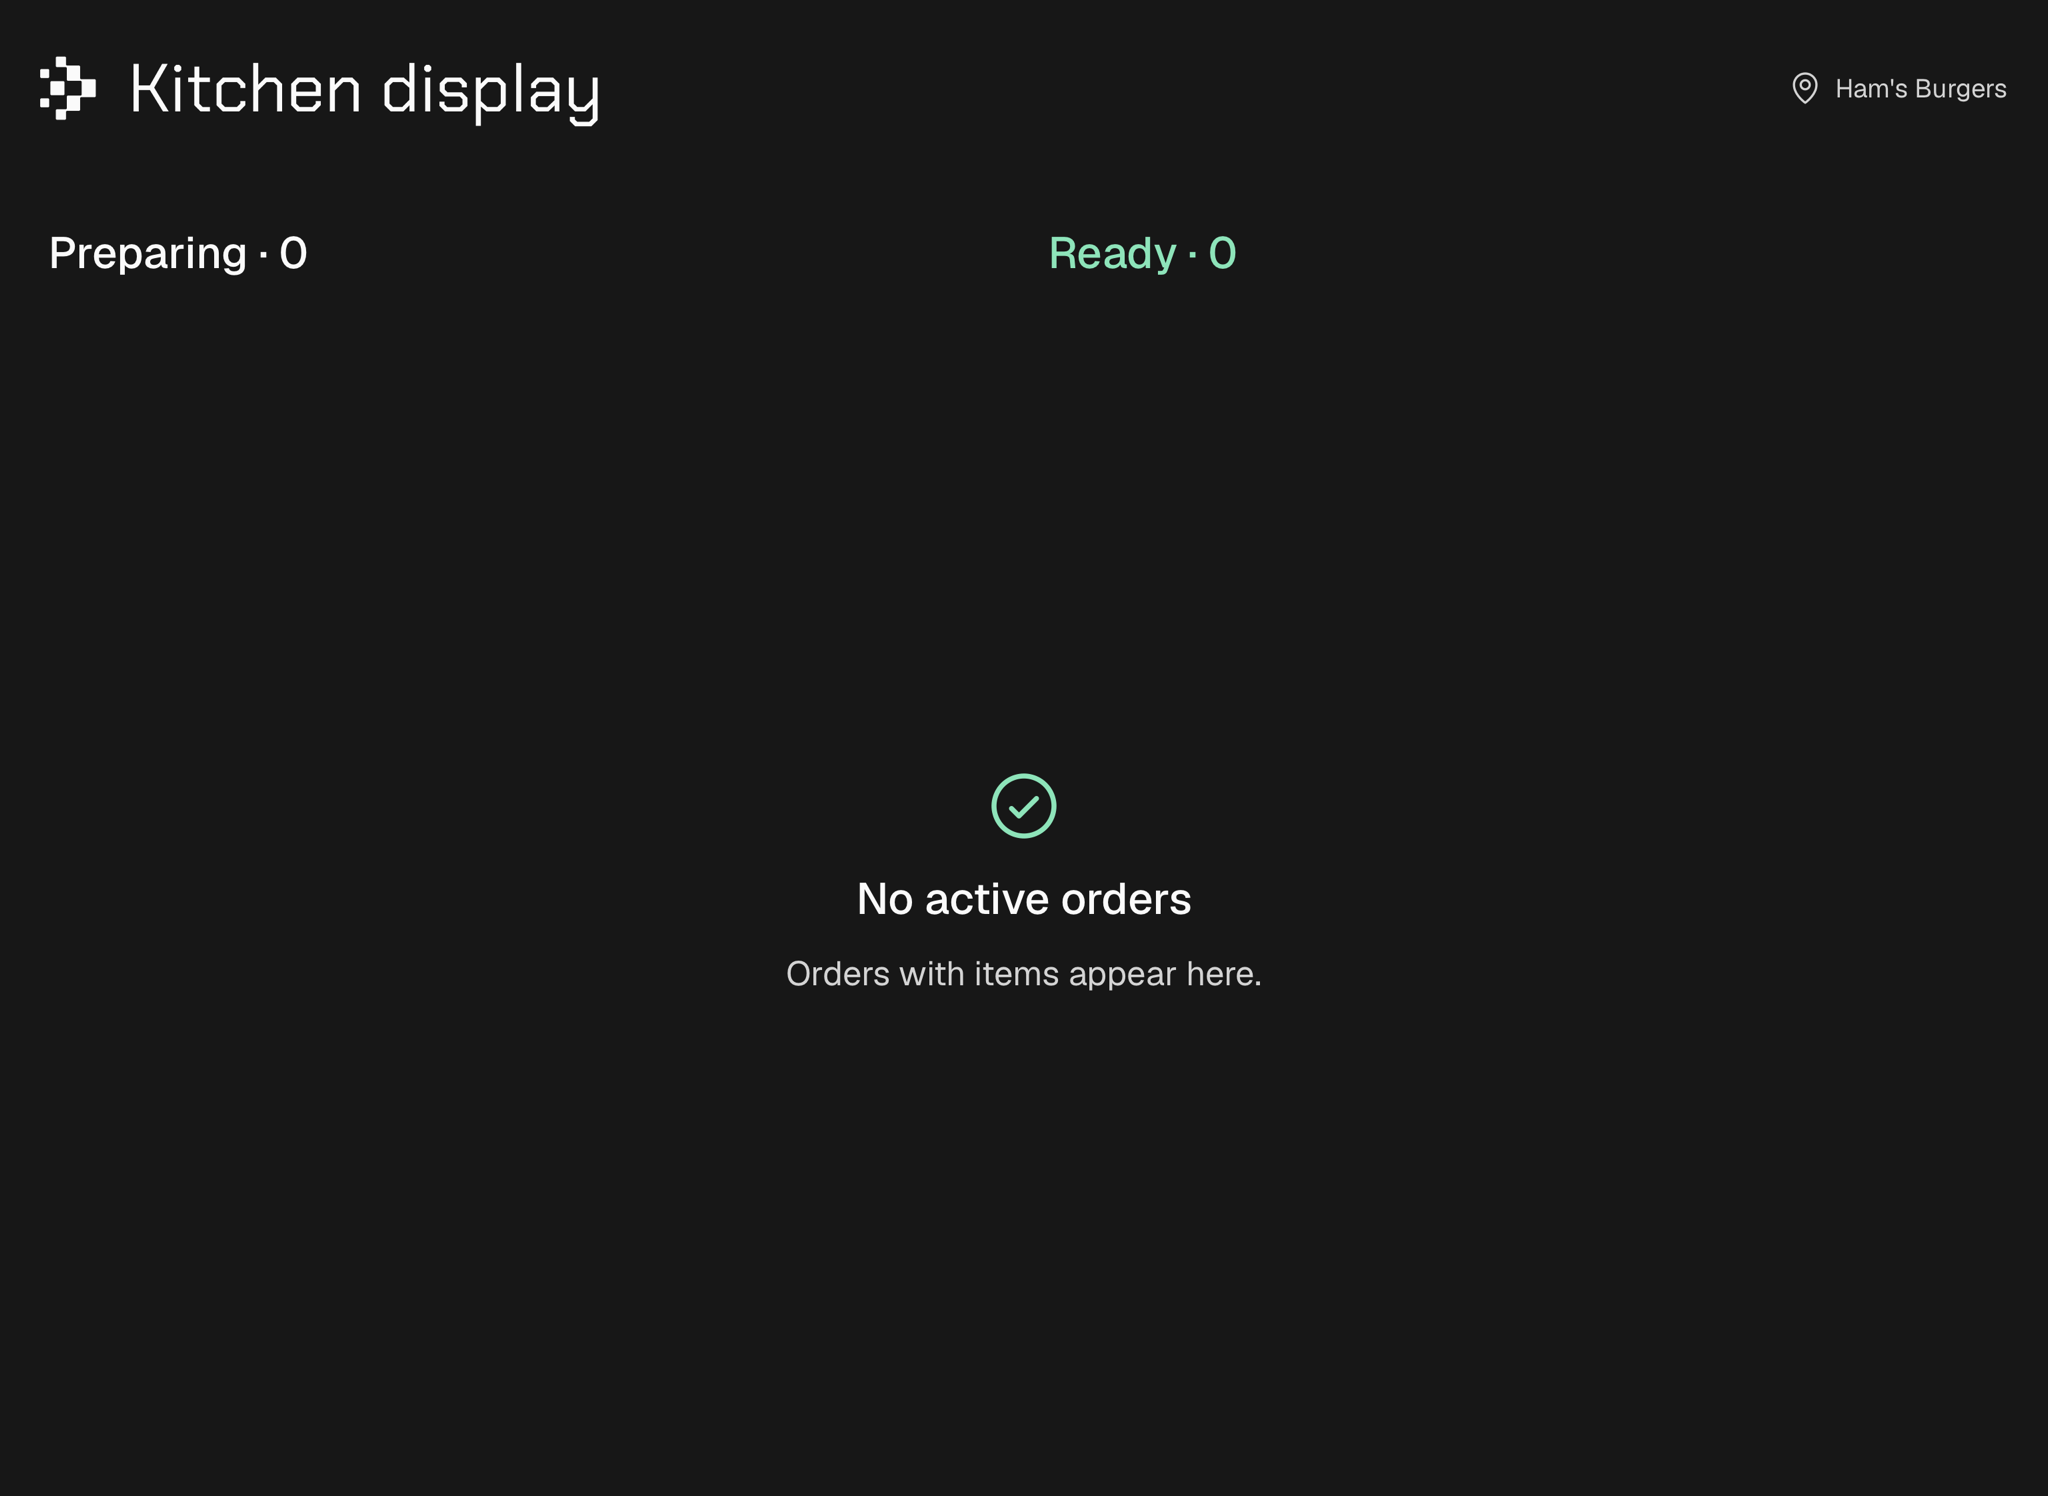 Kitchen display
Ham's Burgers
Preparing · 0
Ready · 0
No active orders
Orders with items appear here.